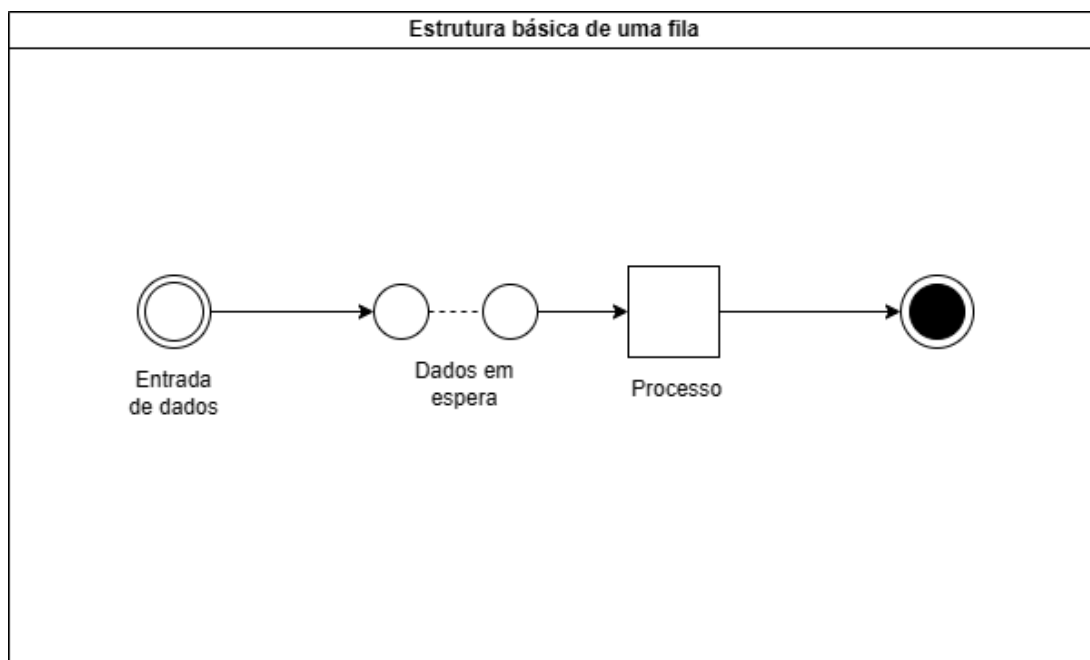 Estrutura básica de uma fila
Entrada
de dados
Dados em
espera
Processo